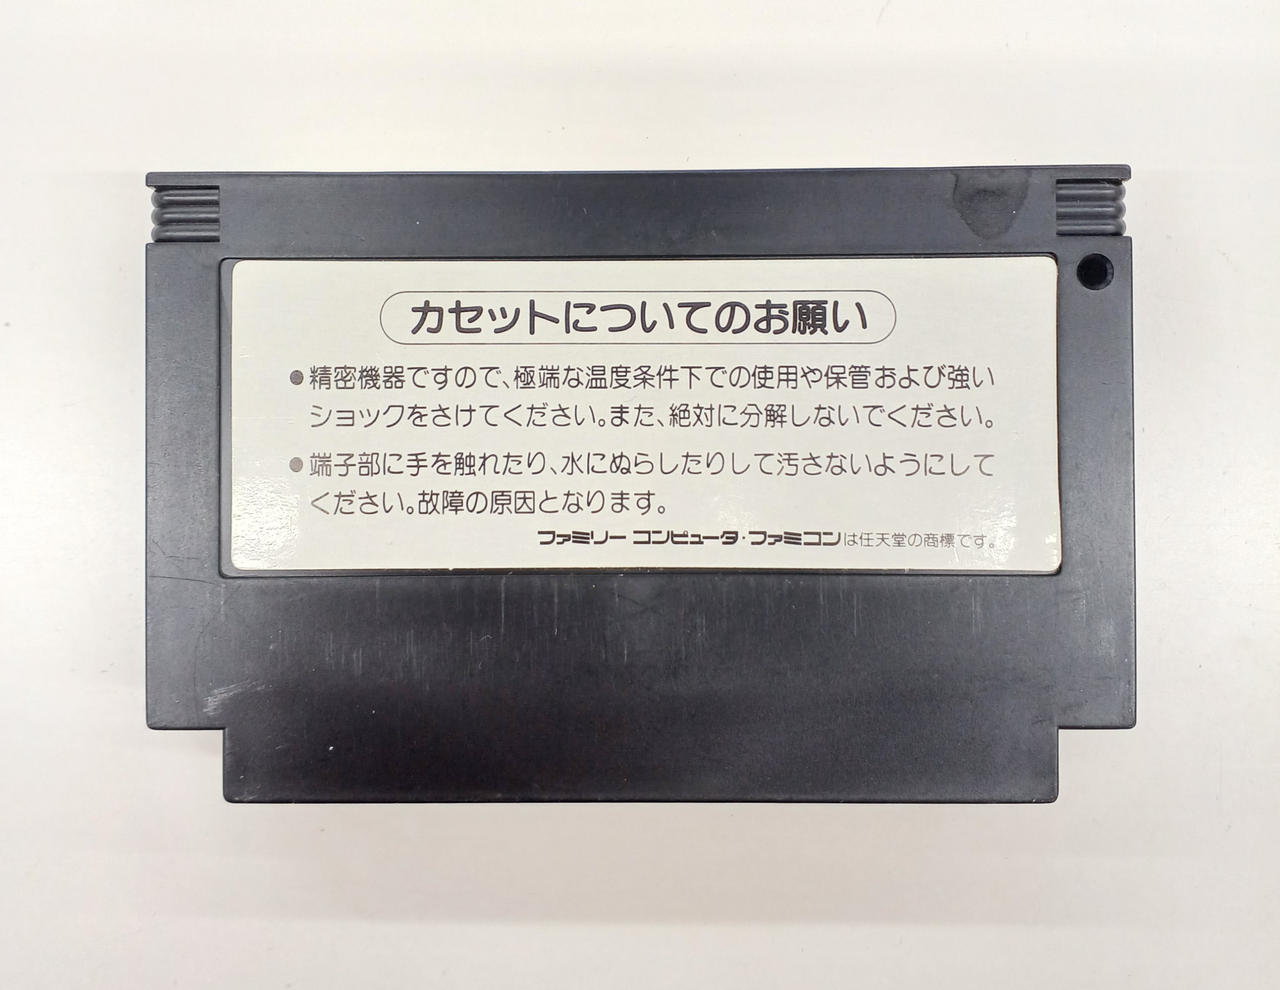 カセットについてのお願い
●精密機器ですので、極端な温度条件下での使用や保管および強い
ショックをさけてください。また、絶対に分解しないでください。
●端子部に手を触れたり、水にぬらしたりして汚さないようにして
ください。故障の原因となります。
ファミリーコンピュータ・ファミコンは任天堂の商標です。